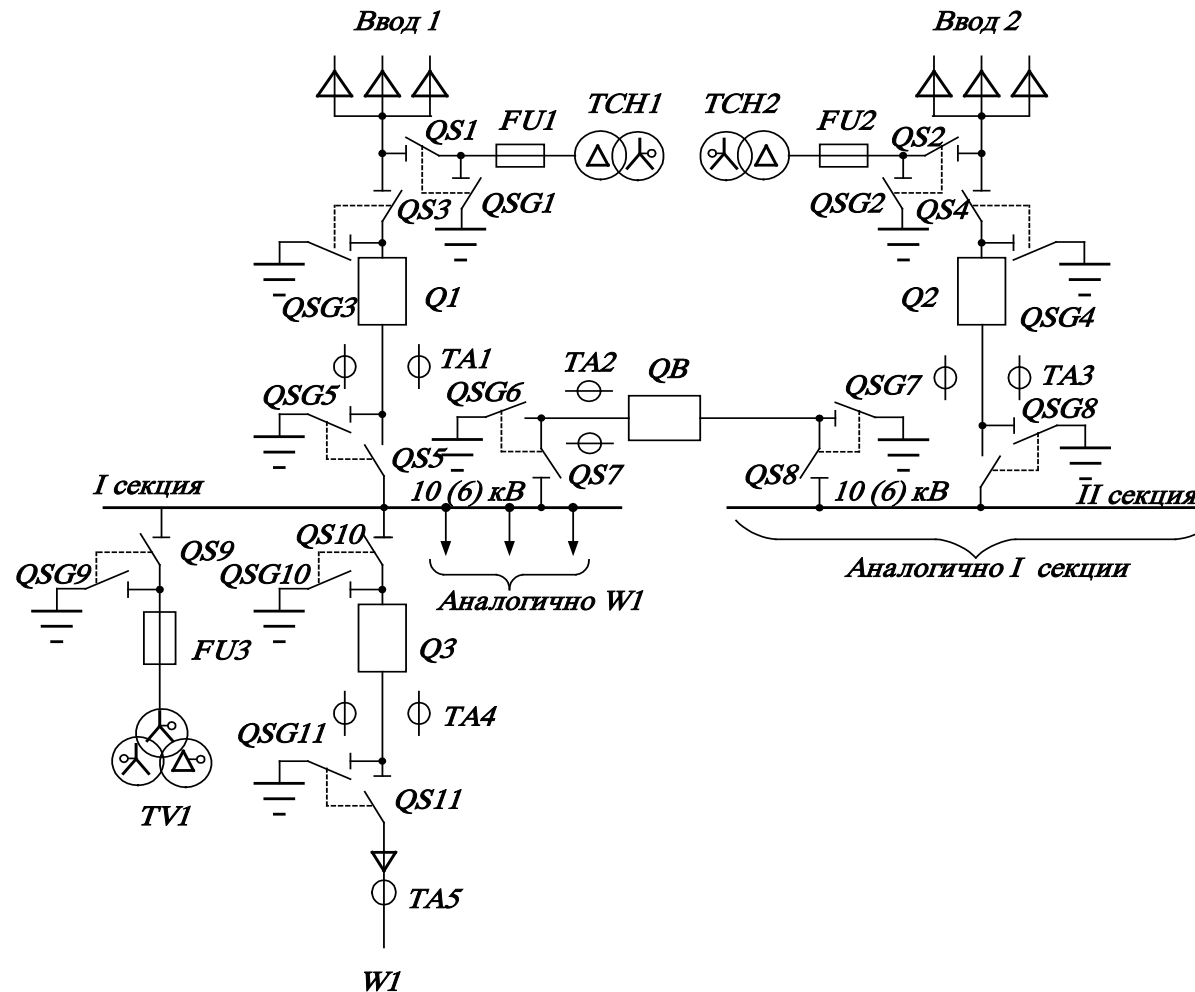 Ввод 1
Ввод 2
QS1
FU1
ТСН1
ТСН2
FU2
QS2
QSG1
QSG2
QS3
QS4
QSG3
Q1
Q2
QSG4
TA1
TA2
QB
TA3
QSG5
QSG6
QSG7
QSG8
QS5
QS7
QS8
I секция
10 (6) кВ
10 (6) кВ
II секция
QS9
QS10
QSG9
QSG10
Аналогично W1
Аналогично I секции
FU3
Q3
QSG11
TA4
TV1
QS11
TA5
W1